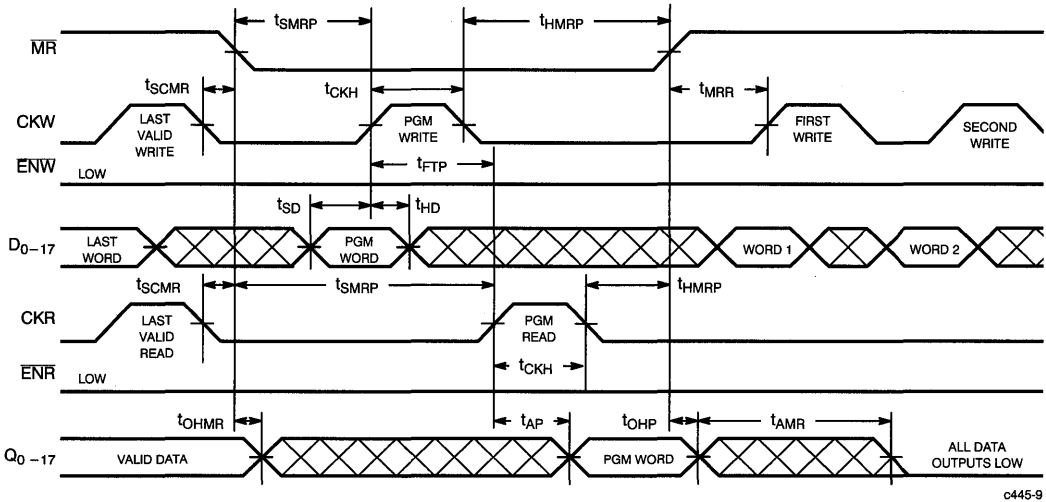 tSMRP tHMRP
MR
tSCMR tCKH tMRR
CKW LAST VALID WRITE PGM WRITE FIRST WRITE SECOND WRITE
tFTP
ENW LOW
tSD tHD
D0–17 LAST WORD PGM WORD WORD 1 WORD 2
tSCMR tSMRP tHMRP
CKR LAST VALID READ PGM READ
tCKH
ENR LOW
tOHMR tAP tOHP tAMR
Q0–17 VALID DATA PGM WORD ALL DATA OUTPUTS LOW
c445-9